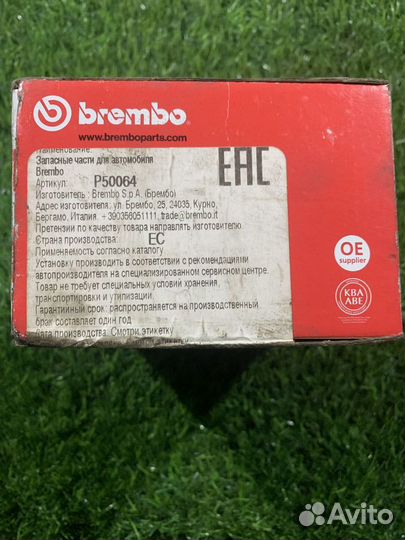 brembo
www.bremboparts.com
Наименование:
Запасные части для автомобиля
Brembo
Артикул: P50064
EAC
Изготовитель: Brembo S.p.A. (Брембо)
Адрес изготовителя: ул. Брембо, 25, 24035, Курно,
Бергамо, Италия +390356051111, trade@brembo.it
Претензии по качеству товара направлять изготовителю
Страна производства: EC
Применяемость согласно каталогу
Установку производить в соответствии с рекомендациями
автопроизводителя на специализированном сервисном центре.
Товар не требует специальных условий хранения,
транспортировки и утилизации.
Гарантийный срок: распространяется на производственный
брак составляет один год
Дата производства: Смотри этикетку
OE
supplier
KBA
ABE
Avito